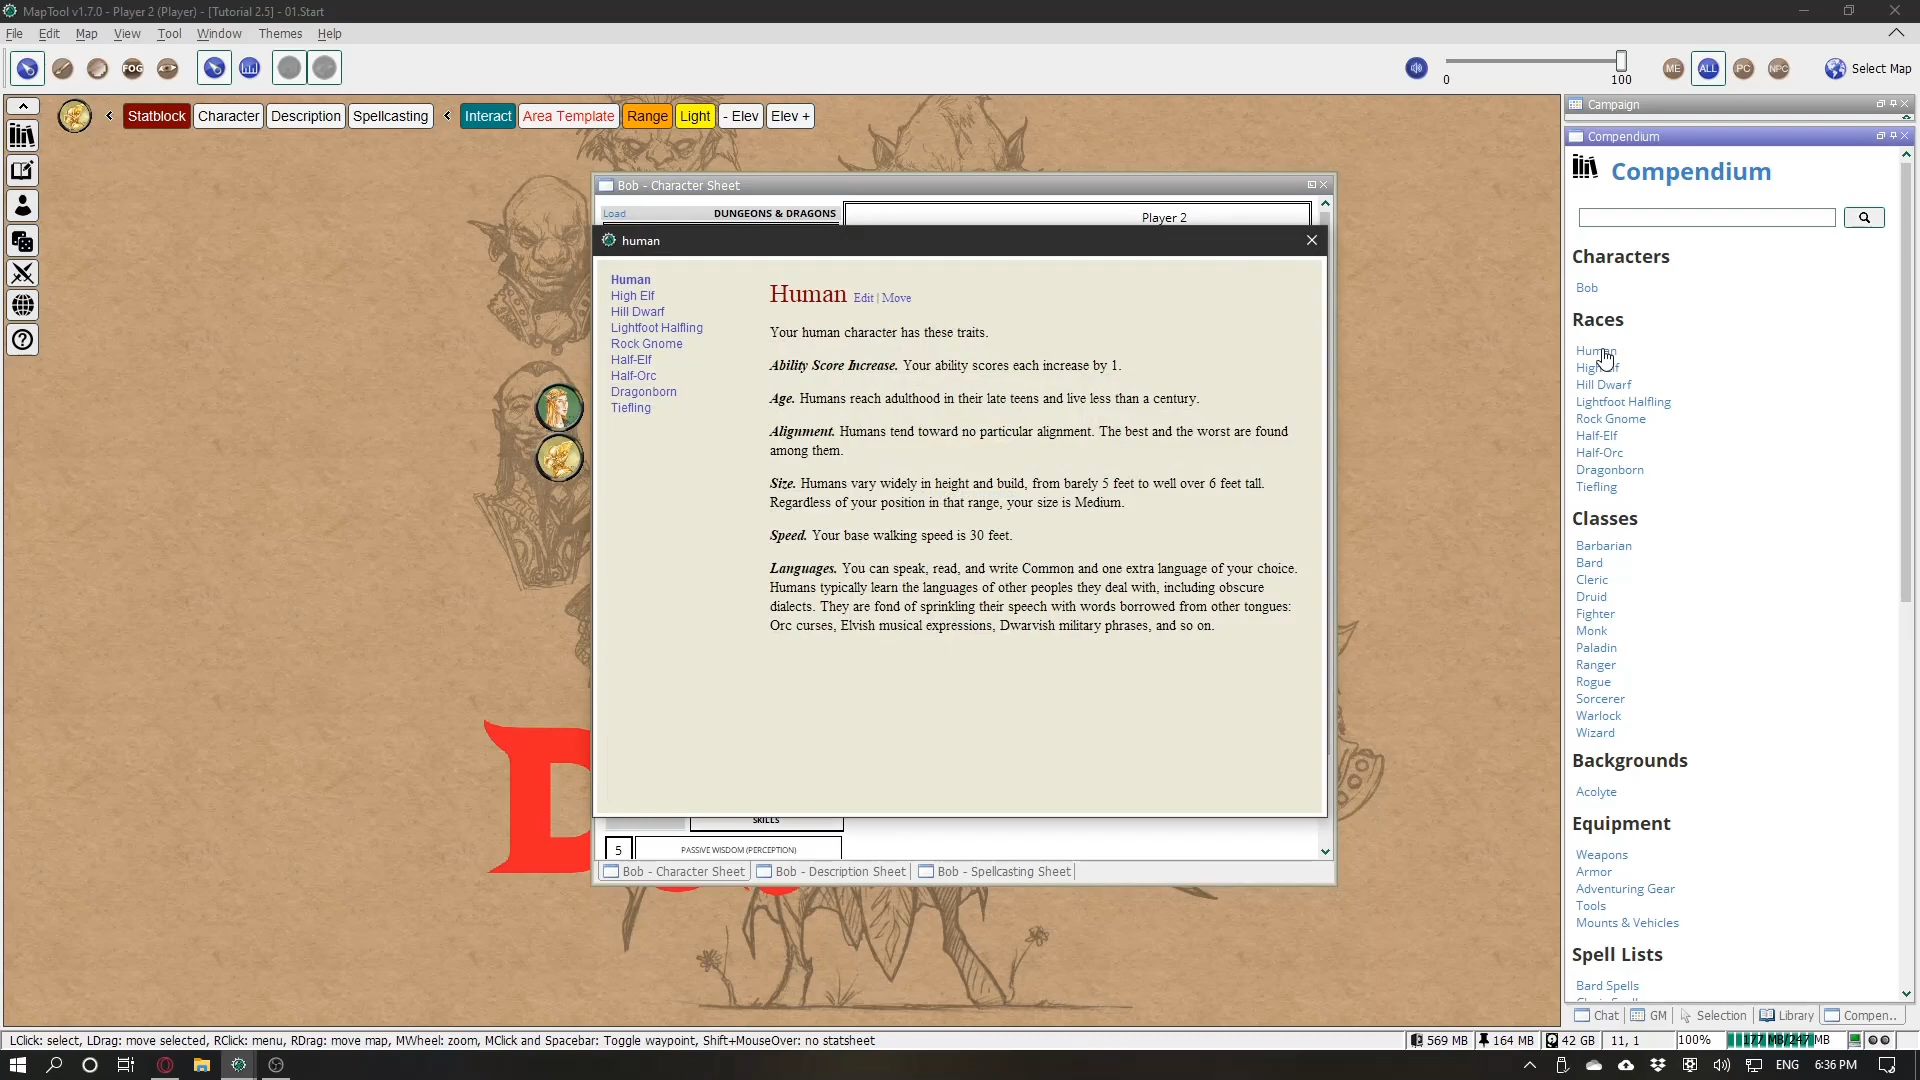 MapTool v1.7.0 - Player 2 (Player) - [Tutorial 2.5] - 01.Start
File Edit Map View Tool Window Themes Help
FOG
0 100
ME ALL PC NPC Select Map
Statblock Character Description Spellcasting Interact Area Template Range Light - Elev Elev +
Campaign
Compendium
Compendium
Characters
Bob
Races
Human
High Elf
Hill Dwarf
Lightfoot Halfling
Rock Gnome
Half-Elf
Half-Orc
Dragonborn
Tiefling
Classes
Barbarian
Bard
Cleric
Druid
Fighter
Monk
Paladin
Ranger
Rogue
Sorcerer
Warlock
Wizard
Backgrounds
Acolyte
Equipment
Weapons
Armor
Adventuring Gear
Tools
Mounts & Vehicles
Spell Lists
Bard Spells
Chat GM Selection Library Compen..
Bob - Character Sheet
Load DUNGEONS & DRAGONS Player 2
human
Human
High Elf
Hill Dwarf
Lightfoot Halfling
Rock Gnome
Half-Elf
Half-Orc
Dragonborn
Tiefling
Human Edit | Move
Your human character has these traits.
Ability Score Increase. Your ability scores each increase by 1.
Age. Humans reach adulthood in their late teens and live less than a century.
Alignment. Humans tend toward no particular alignment. The best and the worst are found
among them.
Size. Humans vary widely in height and build, from barely 5 feet to well over 6 feet tall.
Regardless of your position in that range, your size is Medium.
Speed. Your base walking speed is 30 feet.
Languages. You can speak, read, and write Common and one extra language of your choice.
Humans typically learn the languages of other peoples they deal with, including obscure
dialects. They are fond of sprinkling their speech with words borrowed from other tongues:
Orc curses, Elvish musical expressions, Dwarvish military phrases, and so on.
SKILLS
5 PASSIVE WISDOM (PERCEPTION)
Bob - Character Sheet Bob - Description Sheet Bob - Spellcasting Sheet
LClick: select, LDrag: move selected, RClick: menu, RDrag: move map, MWheel: zoom, MClick and Spacebar: Toggle waypoint, Shift+MouseOver: no statsheet
569 MB 164 MB 42 GB 11, 1 100% 177 MB/247 MB
ENG 6:36 PM